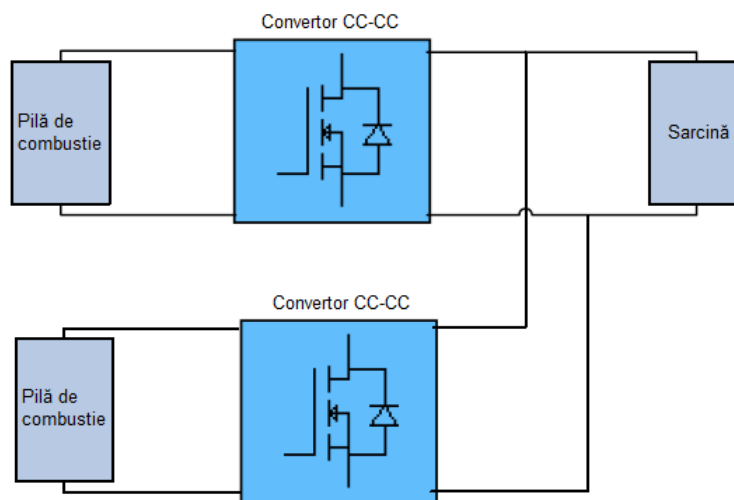 Convertor CC-CC
Pilă de
combustie
Sarcină
Convertor CC-CC
Pilă de
combustie